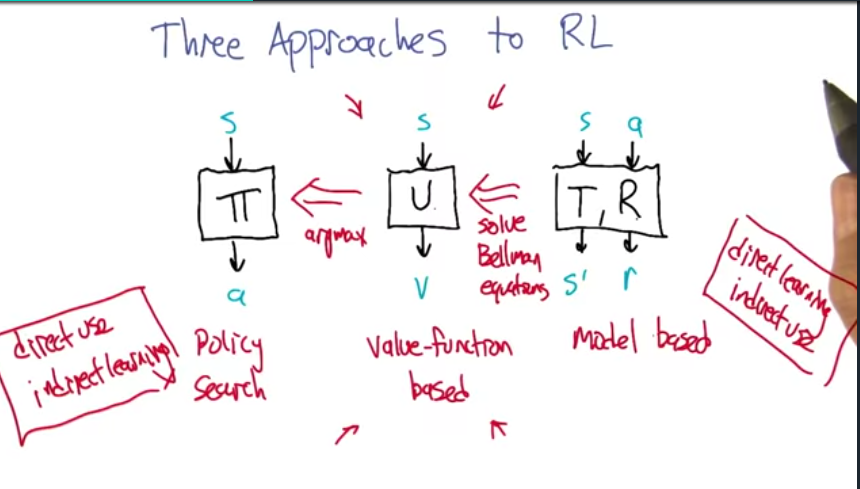 Three Approaches to RL
s
s
s a
π
U
T, R
argmax
solve
Bellman
equations
a
v
s' r
direct use
indirect learning
Policy
Search
value-function
based
model based
direct learning
indirect use